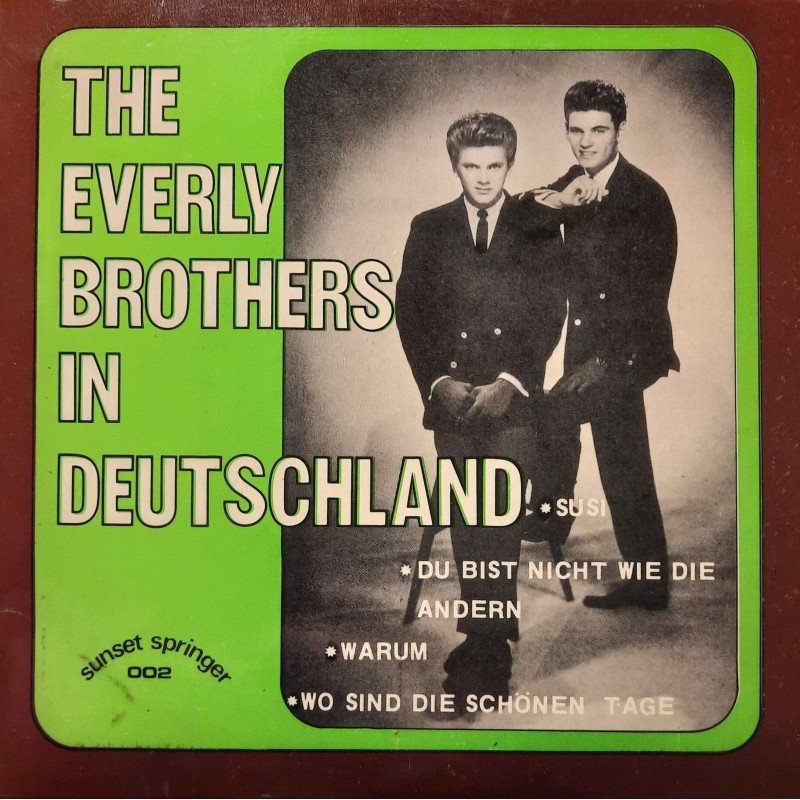 THE
EVERLY
BROTHERS
IN
DEUTSCHLAND
*SUSI
*DU BIST NICHT WIE DIE
ANDERN
*WARUM
*WO SIND DIE SCHÖNEN TAGE
sunset springer
002